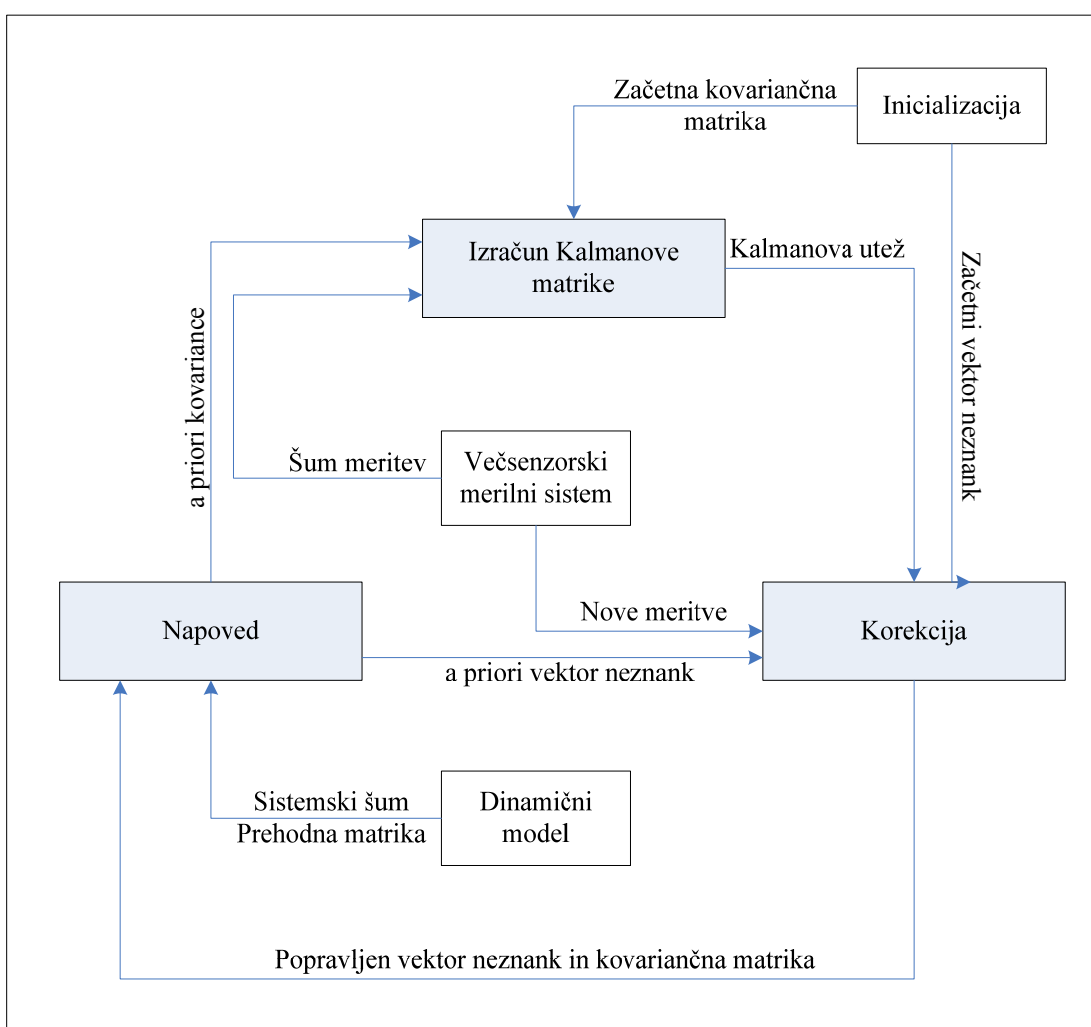 Začetna kovariančna
matrika
Inicializacija
Izračun Kalmanove
matrike
Kalmanova utež
Začetni vektor neznank
a priori kovariance
Šum meritev
Večsenzorski
merilni sistem
Napoved
Nove meritve
Korekcija
a priori vektor neznank
Sistemski šum
Prehodna matrika
Dinamični
model
Popravljen vektor neznank in kovariančna matrika